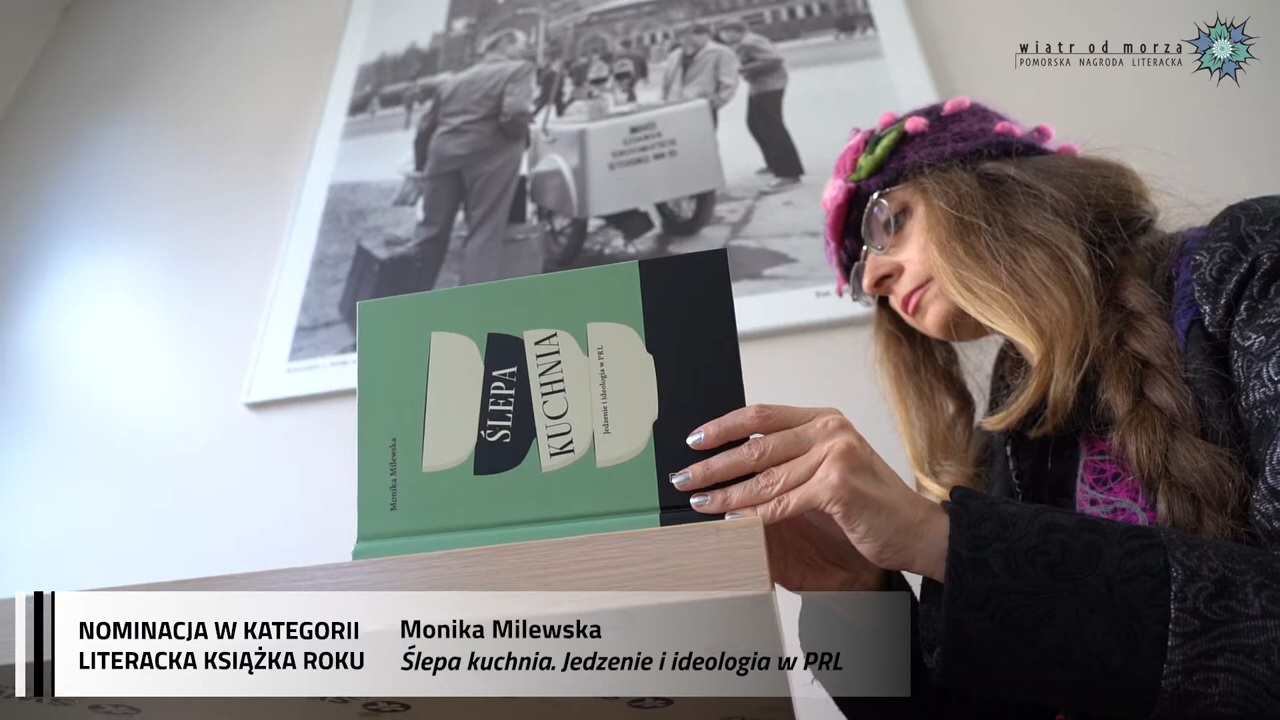 wiatr od morza
POMORSKA NAGRODA LITERACKA
Monika Milewska
ŚLEPA
KUCHNIA
Jedzenie i ideologia w PRL
NOMINACJA W KATEGORII
LITERACKA KSIĄŻKA ROKU
Monika Milewska
Ślepa kuchnia. Jedzenie i ideologia w PRL